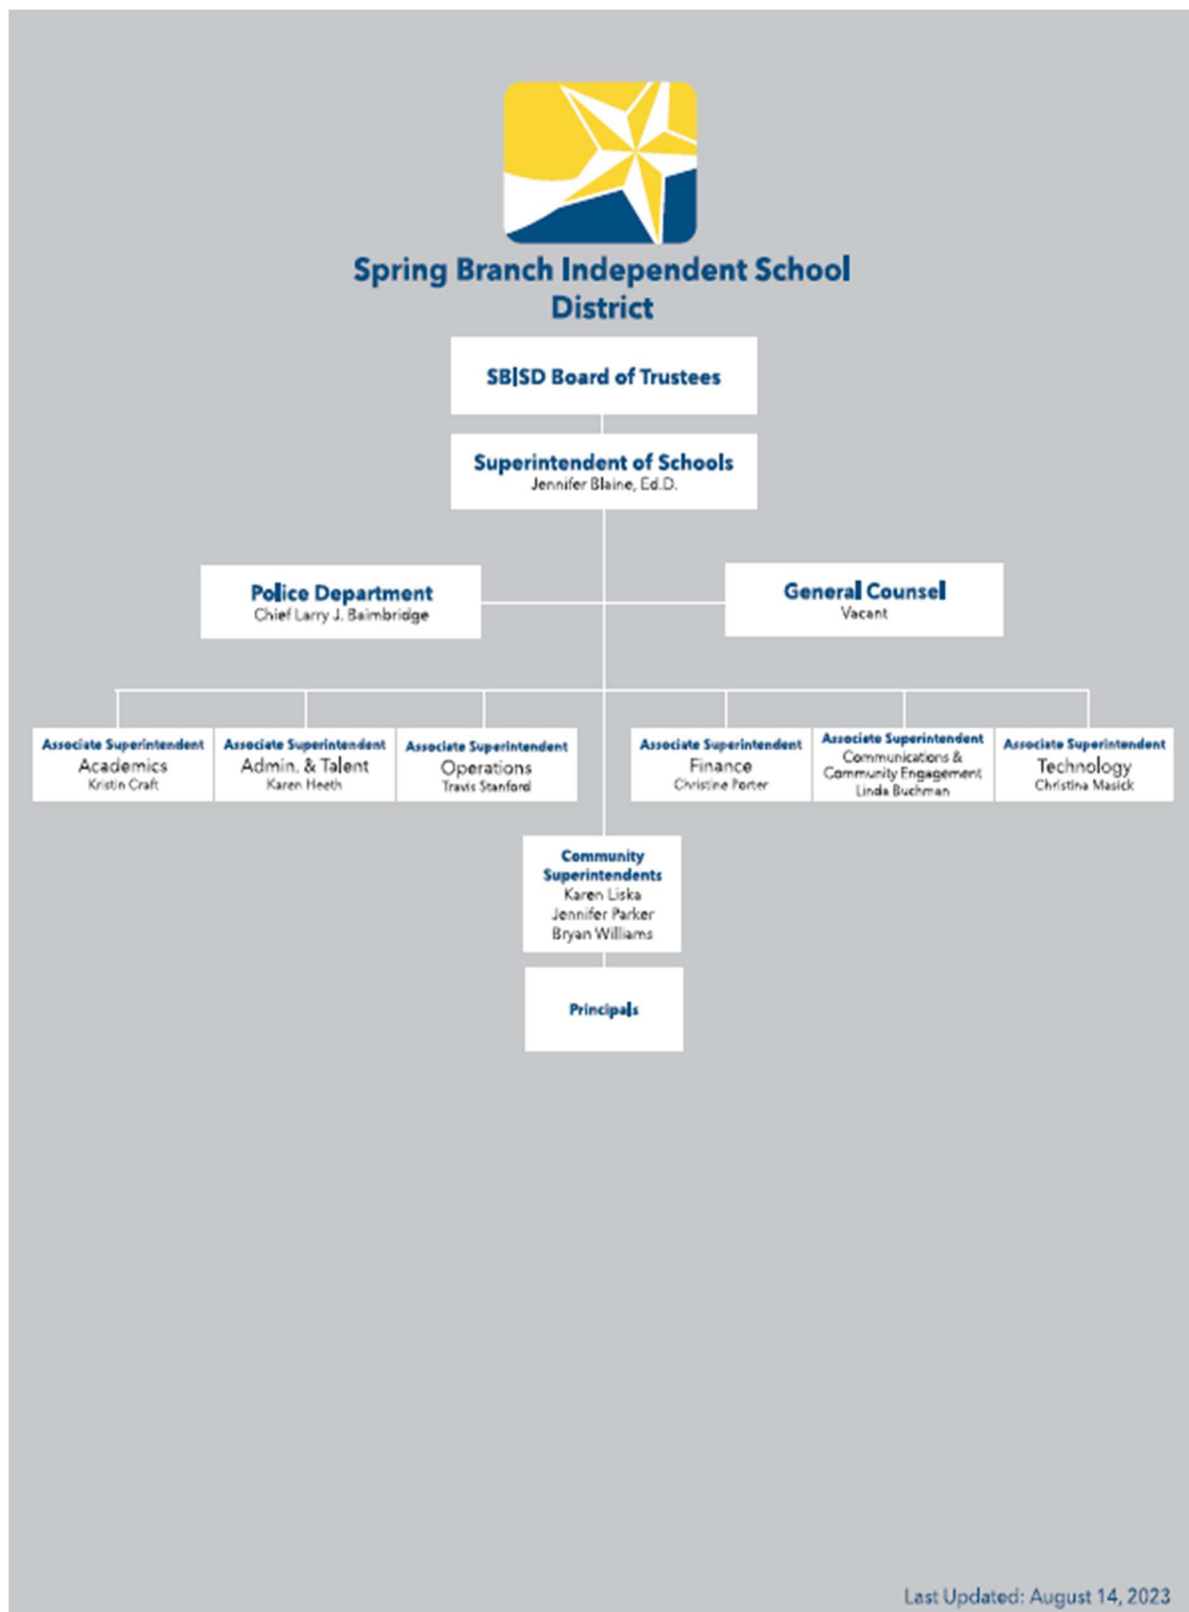 Spring Branch Independent School
District
SBISD Board of Trustees
Superintendent of Schools
Jennifer Blaine, Ed.D.
Police Department
Chief Larry J. Baimbridge
General Counsel
Vacant
Associate Superintendent
Academics
Kristin Craft
Associate Superintendent
Admin. & Talent
Karen Heeth
Associate Superintendent
Operations
Travis Stanford
Associate Superintendent
Finance
Christine Porter
Associate Superintendent
Communications &
Community Engagement
Linda Buchman
Associate Superintendent
Technology
Christina Masick
Community
Superintendents
Karen Liska
Jennifer Parker
Bryan Williams
Principals
Last Updated: August 14, 2023